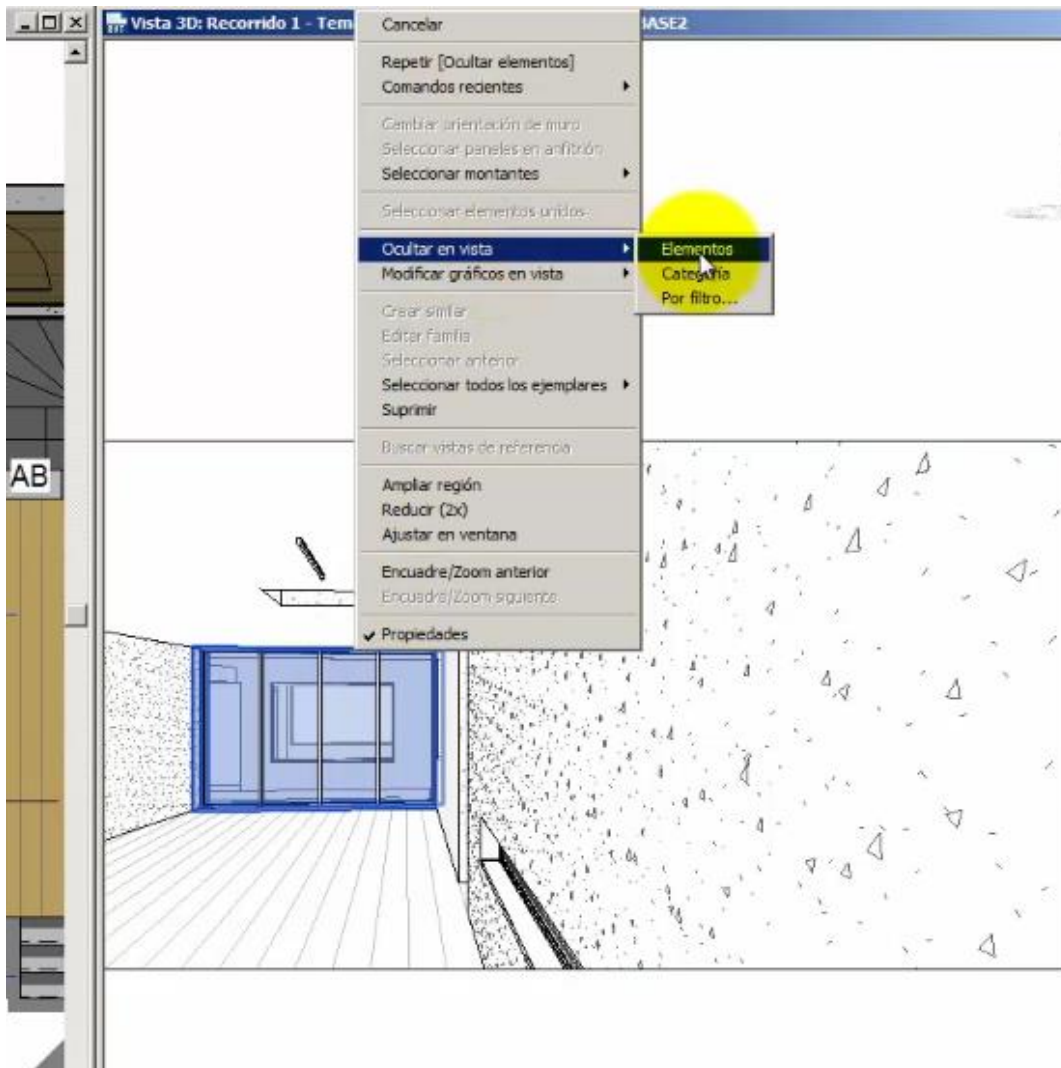 Vista 3D: Recorrido 1 - Tem
BASE2
Cancelar
Repetir [Ocultar elementos]
Comandos recientes
Cambiar orientación de muro
Seleccionar paneles en anfitrión
Seleccionar montantes
Seleccionar elementos unidos
Ocultar en vista
Elementos
Modificar gráficos en vista
Categoría
Por filtro...
Crear similar
Editar familia
Seleccionar anterior
Seleccionar todos los ejemplares
Suprimir
Buscar vistas de referencia
AB
Ampliar región
Reducir (2x)
Ajustar en ventana
Encuadre/Zoom anterior
Encuadre/Zoom siguiente
Propiedades